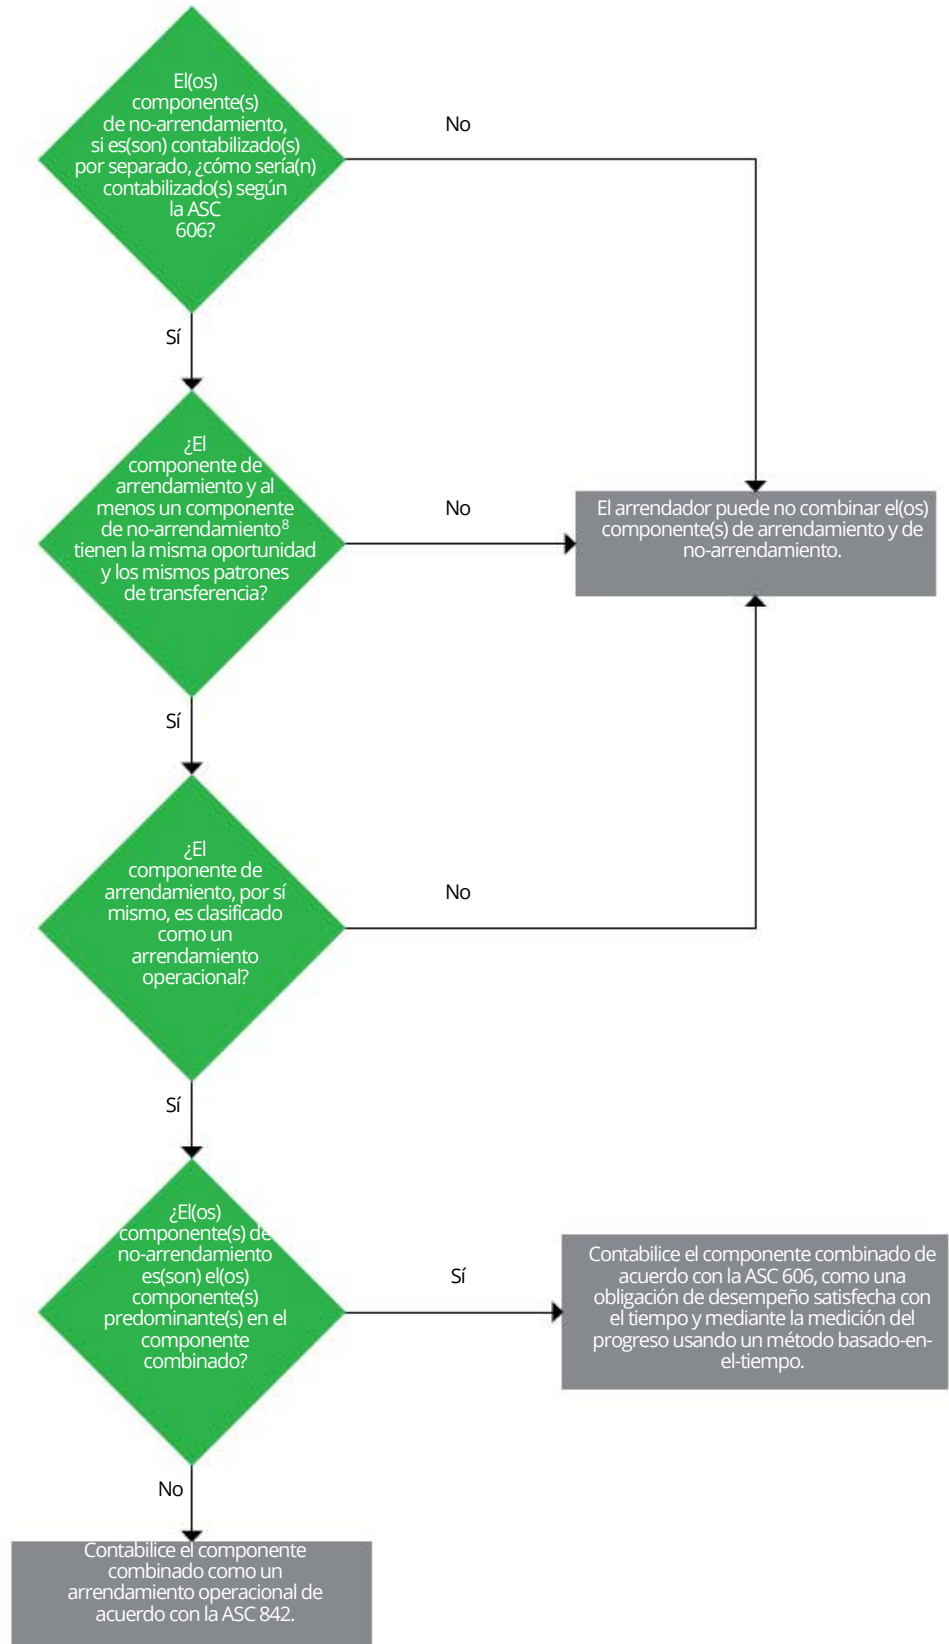 El(os)
componente(s)
de no-arrendamiento,
si es(son) contabilizado(s)
por separado, ¿cómo sería(n)
contabilizado(s) según
la ASC
606?
No
Sí
¿El
componente de
arrendamiento y al
menos un componente
de no-arrendamiento⁸
tienen la misma oportunidad
y los mismos patrones
de transferencia?
No
El arrendador puede no combinar el(os)
componente(s) de arrendamiento y de
no-arrendamiento.
Sí
¿El
componente de
arrendamiento, por sí
mismo, es clasificado
como un
arrendamiento
operacional?
No
Sí
¿El(os)
componente(s) de
no-arrendamiento
es(son) el(os)
componente(s)
predominante(s) en el
componente
combinado?
Sí
Contabilice el componente combinado de
acuerdo con la ASC 606, como una
obligación de desempeño satisfecha con
el tiempo y mediante la medición del
progreso usando un método basado-en-
el-tiempo.
No
Contabilice el componente
combinado como un
arrendamiento operacional de
acuerdo con la ASC 842.